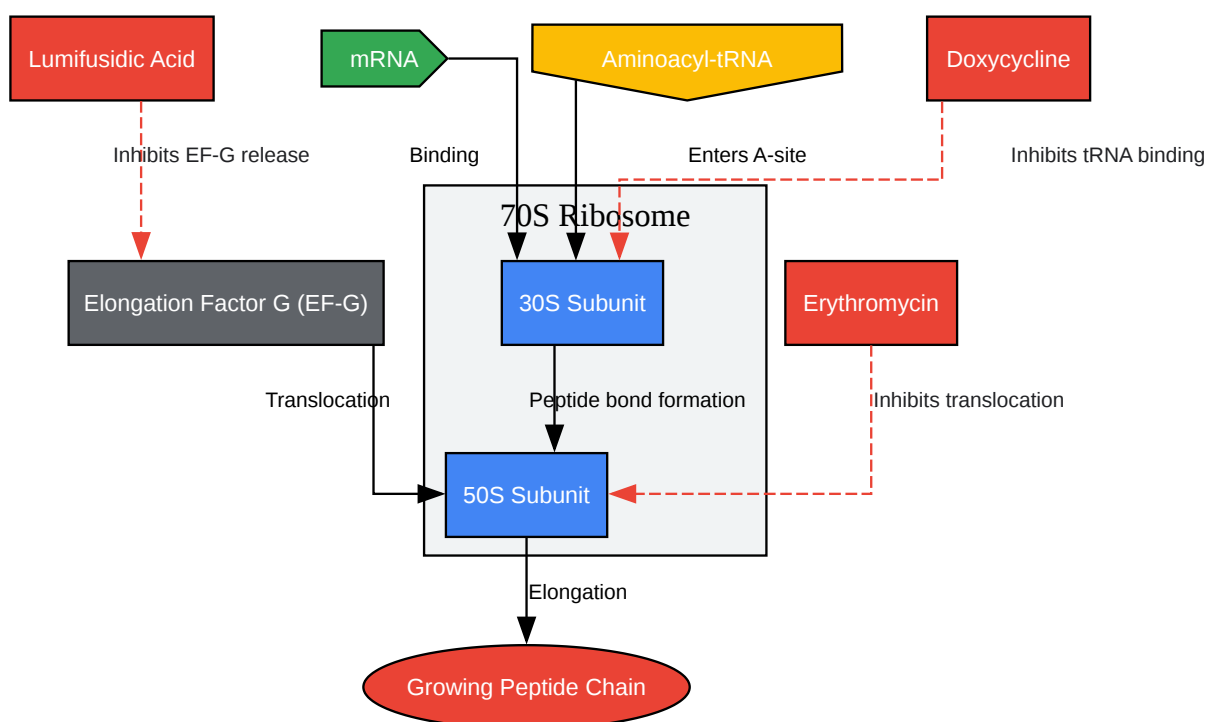 Lumifusidic Acid
mRNA
Aminoacyl-tRNA
Doxycycline
Inhibits EF-G release
Binding
Enters A-site
Inhibits tRNA binding
70S Ribosome
Elongation Factor G (EF-G)
30S Subunit
Erythromycin
Translocation
Peptide bond formation
Inhibits translocation
50S Subunit
Elongation
Growing Peptide Chain